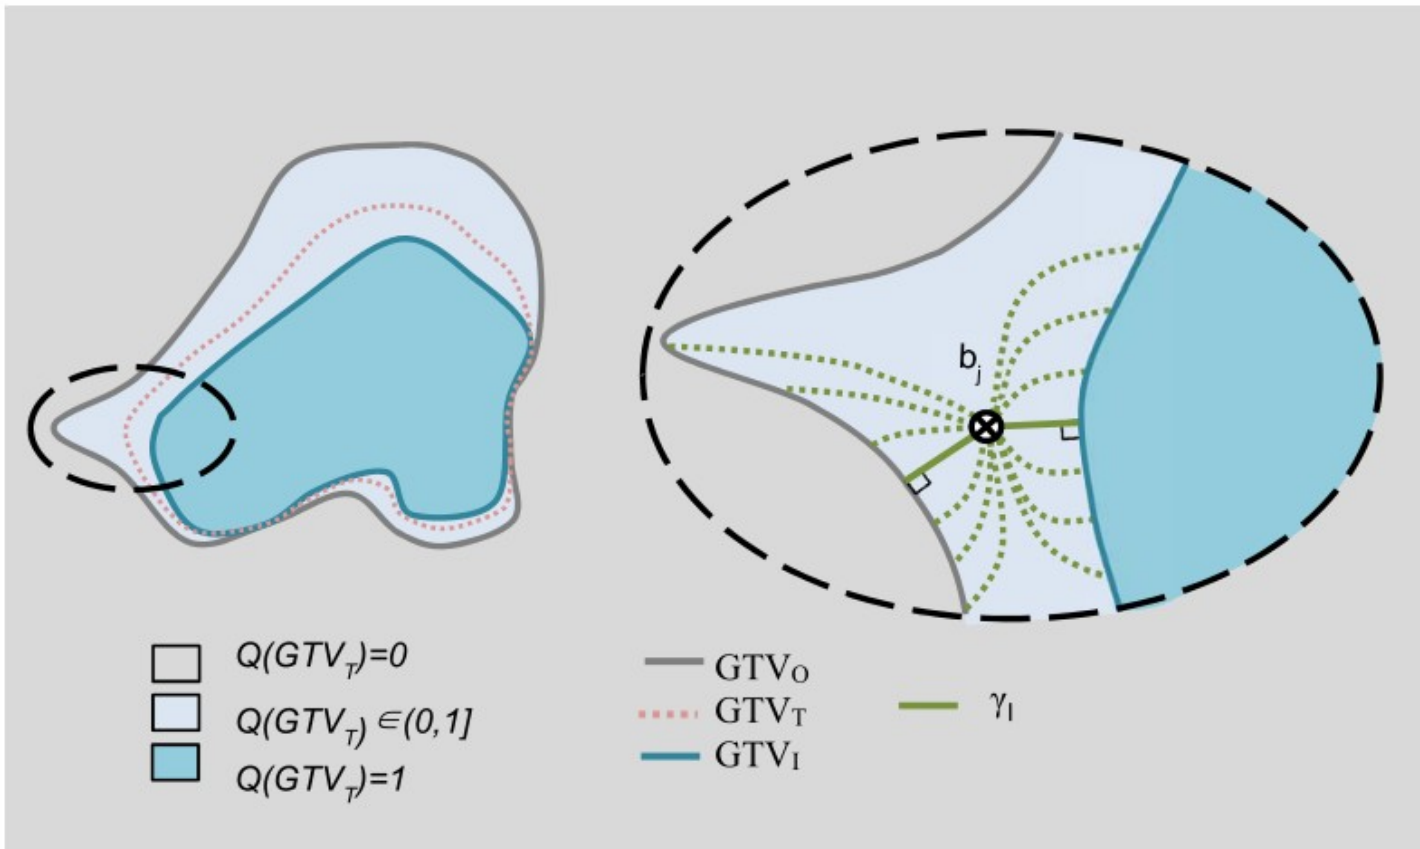 b_j
Q(GTV_T)=0
Q(GTV_T) ∈(0,1]
Q(GTV_T)=1
GTV_O
GTV_T
GTV_I
γ_I